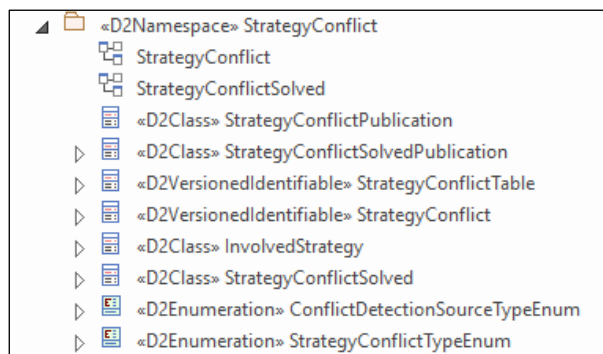 «D2Namespace» StrategyConflict
StrategyConflict
StrategyConflictSolved
«D2Class» StrategyConflictPublication
«D2Class» StrategyConflictSolvedPublication
«D2VersionedIdentifiable» StrategyConflictTable
«D2VersionedIdentifiable» StrategyConflict
«D2Class» InvolvedStrategy
«D2Class» StrategyConflictSolved
«D2Enumeration» ConflictDetectionSourceTypeEnum
«D2Enumeration» StrategyConflictTypeEnum